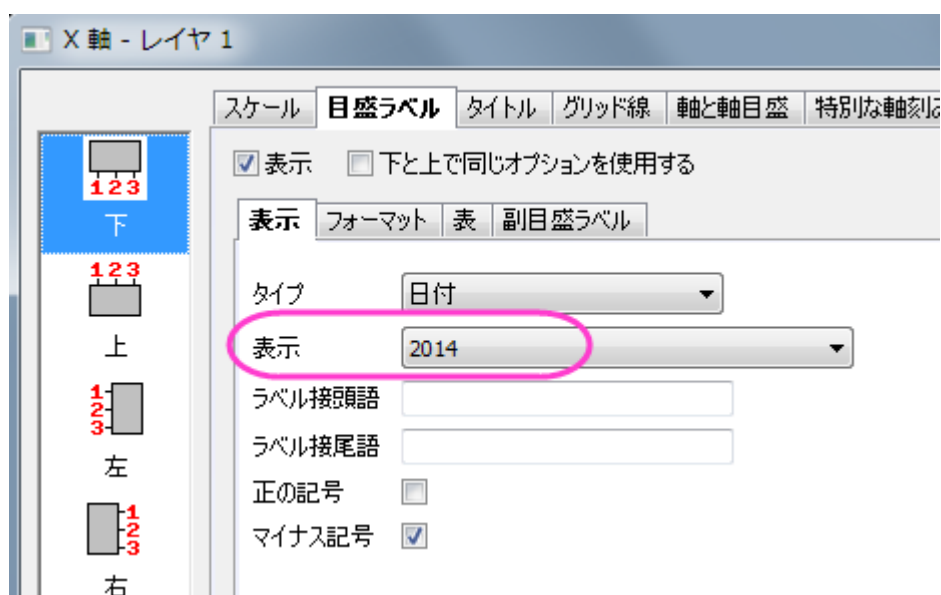 X 軸 - レイヤ 1
スケール 目盛ラベル タイトル グリッド線 軸と軸目盛 特別な軸刻
表示 下と上で同じオプションを使用する
表示 フォーマット 表 副目盛ラベル
123
下
123
上
1
2
3
左
1
2
3
右
タイプ 日付
表示 2014
ラベル接頭語
ラベル接尾語
正の記号
マイナス記号